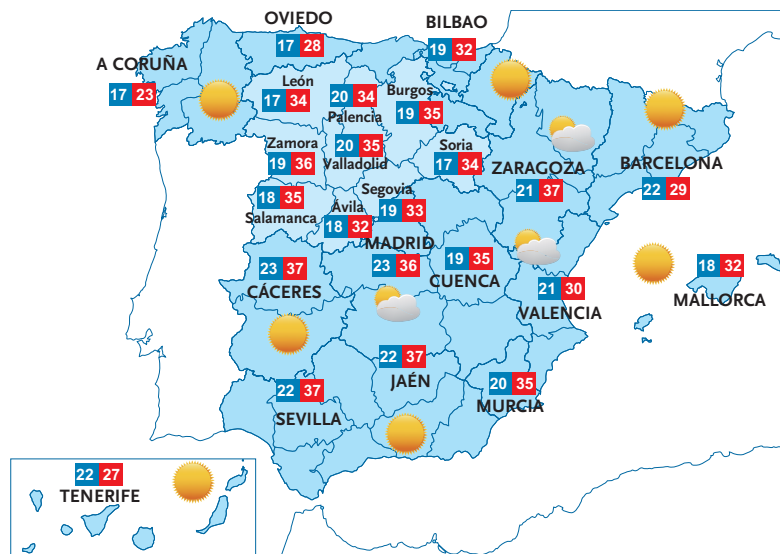 OVIEDO
17 28
BILBAO
19 32
A CORUÑA
17 23
León
17 34
20 34
Palencia
Burgos
19 35
Zamora
19 36
20 35
Valladolid
Soria
17 34
ZARAGOZA
21 37
BARCELONA
22 29
18 35
Salamanca
Ávila
18 32
Segovia
19 33
MADRID
23 36
19 35
CUENCA
23 37
CÁCERES
21 30
VALENCIA
18 32
MALLORCA
22 37
JAÉN
22 37
SEVILLA
20 35
MURCIA
22 27
TENERIFE